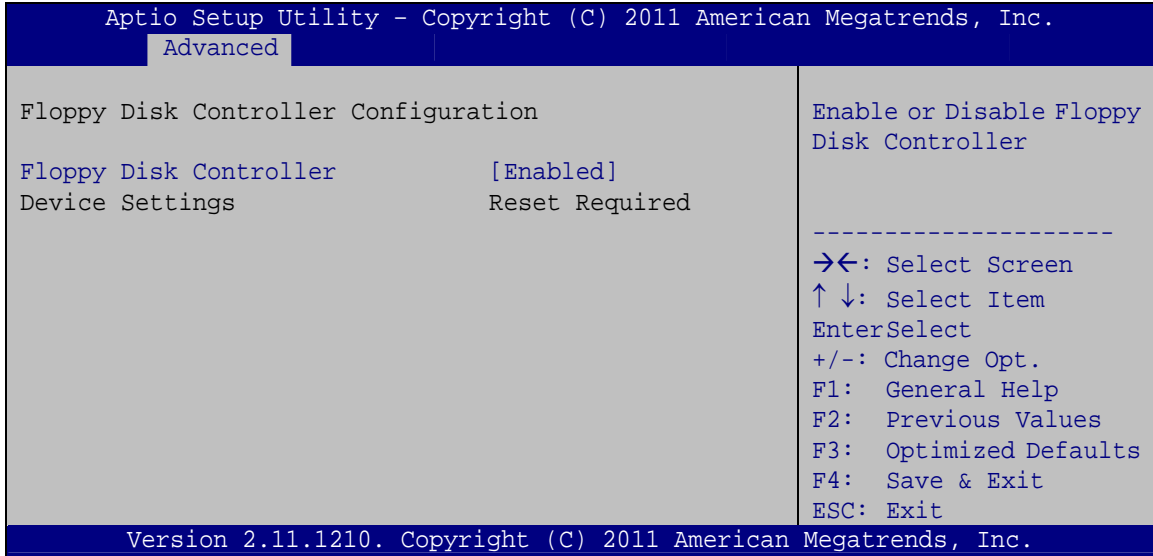 Aptio Setup Utility – Copyright (C) 2011 American Megatrends, Inc.
Advanced
Floppy Disk Controller Configuration
Floppy Disk Controller [Enabled]
Device Settings Reset Required
Enable or Disable Floppy
Disk Controller
---------------------
→←: Select Screen
↑ ↓: Select Item
EnterSelect
+/-: Change Opt.
F1: General Help
F2: Previous Values
F3: Optimized Defaults
F4: Save & Exit
ESC: Exit
Version 2.11.1210. Copyright (C) 2011 American Megatrends, Inc.